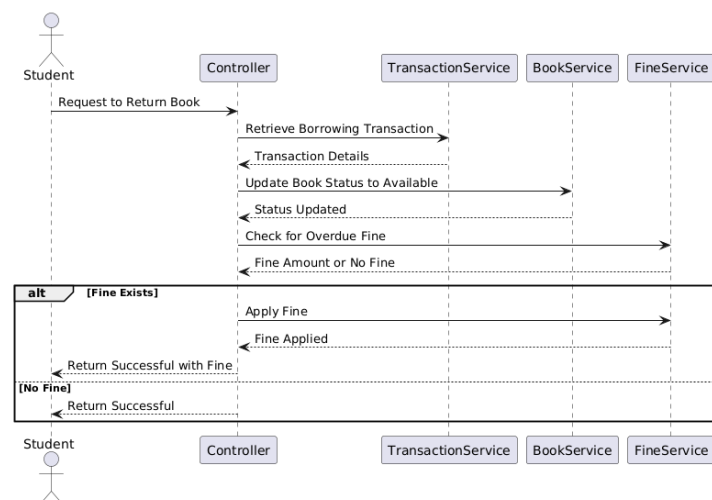 Student
Controller
TransactionService
BookService
FineService
Request to Return Book
Retrieve Borrowing Transaction
Transaction Details
Update Book Status to Available
Status Updated
Check for Overdue Fine
Fine Amount or No Fine
alt
[Fine Exists]
Apply Fine
Fine Applied
Return Successful with Fine
[No Fine]
Return Successful
Student
Controller
TransactionService
BookService
FineService